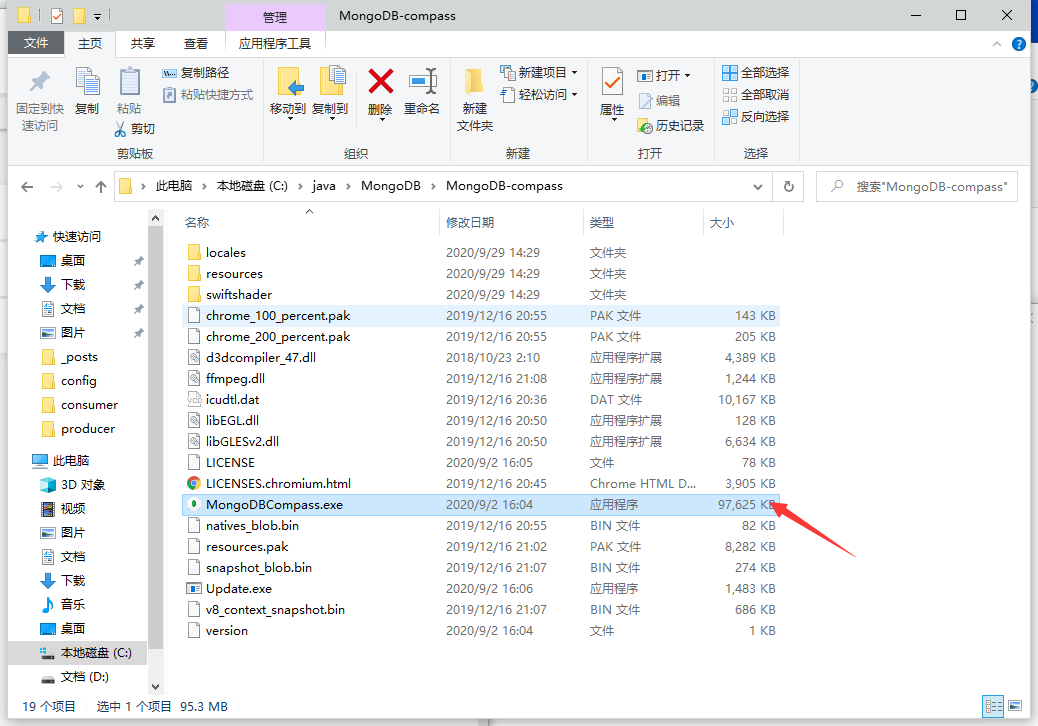 管理
MongoDB-compass
文件
主页
共享
查看
应用程序工具
固定到快
速访问
复制
粘贴
复制路径
粘贴快捷方式
剪切
剪贴板
移动到
复制到
删除
重命名
组织
新建
文件夹
新建项目
轻松访问
新建
属性
打开
编辑
历史记录
打开
全部选择
全部取消
反向选择
选择
此电脑 > 本地磁盘 (C:) > java > MongoDB > MongoDB-compass
搜索"MongoDB-compass"
名称 修改日期 类型 大小
快速访问
桌面
下载
文档
图片
_posts
config
consumer
producer
此电脑
3D 对象
视频
图片
文档
下载
音乐
桌面
本地磁盘 (C:)
文档 (D:)
locales 2020/9/29 14:29 文件夹
resources 2020/9/29 14:29 文件夹
swiftshader 2020/9/29 14:29 文件夹
chrome_100_percent.pak 2019/12/16 20:55 PAK 文件 143 KB
chrome_200_percent.pak 2019/12/16 20:55 PAK 文件 205 KB
d3dcompiler_47.dll 2018/10/23 2:10 应用程序扩展 4,389 KB
ffmpeg.dll 2019/12/16 21:08 应用程序扩展 1,244 KB
icudtl.dat 2019/12/16 20:36 DAT 文件 10,167 KB
libEGL.dll 2019/12/16 20:50 应用程序扩展 128 KB
libGLESv2.dll 2019/12/16 20:50 应用程序扩展 6,634 KB
LICENSE 2020/9/2 16:05 文件 78 KB
LICENSES.chromium.html 2019/12/16 20:45 Chrome HTML D... 3,905 KB
MongoDBCompass.exe 2020/9/2 16:04 应用程序 97,625 KB
natives_blob.bin 2019/12/16 20:55 BIN 文件 82 KB
resources.pak 2019/12/16 21:02 PAK 文件 8,282 KB
snapshot_blob.bin 2019/12/16 21:07 BIN 文件 274 KB
Update.exe 2020/9/2 16:06 应用程序 1,483 KB
v8_context_snapshot.bin 2019/12/16 21:07 BIN 文件 686 KB
version 2020/9/2 16:04 文件 1 KB
19 个项目 选中 1 个项目 95.3 MB